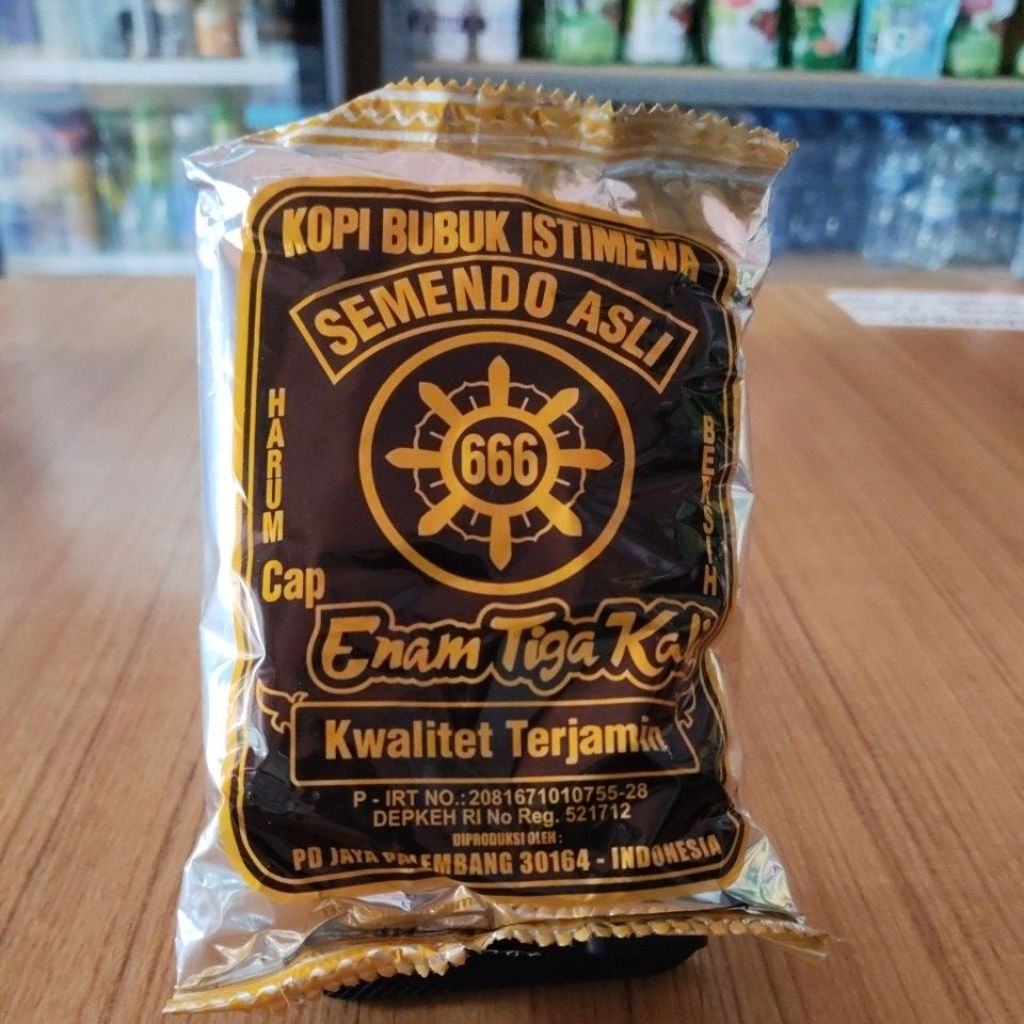 KOPI BUBUK ISTIMEWA
SEMENDO ASLI
666
HARUM
BERSIH
Cap
Enam Tiga Kali
Kwalitet Terjamin
P - IRT NO.: 2081671010755-28
DEPKEH RI No Reg. 521712
DIPRODUKSI OLEH :
PD JAYA PALEMBANG 30164 - INDONESIA